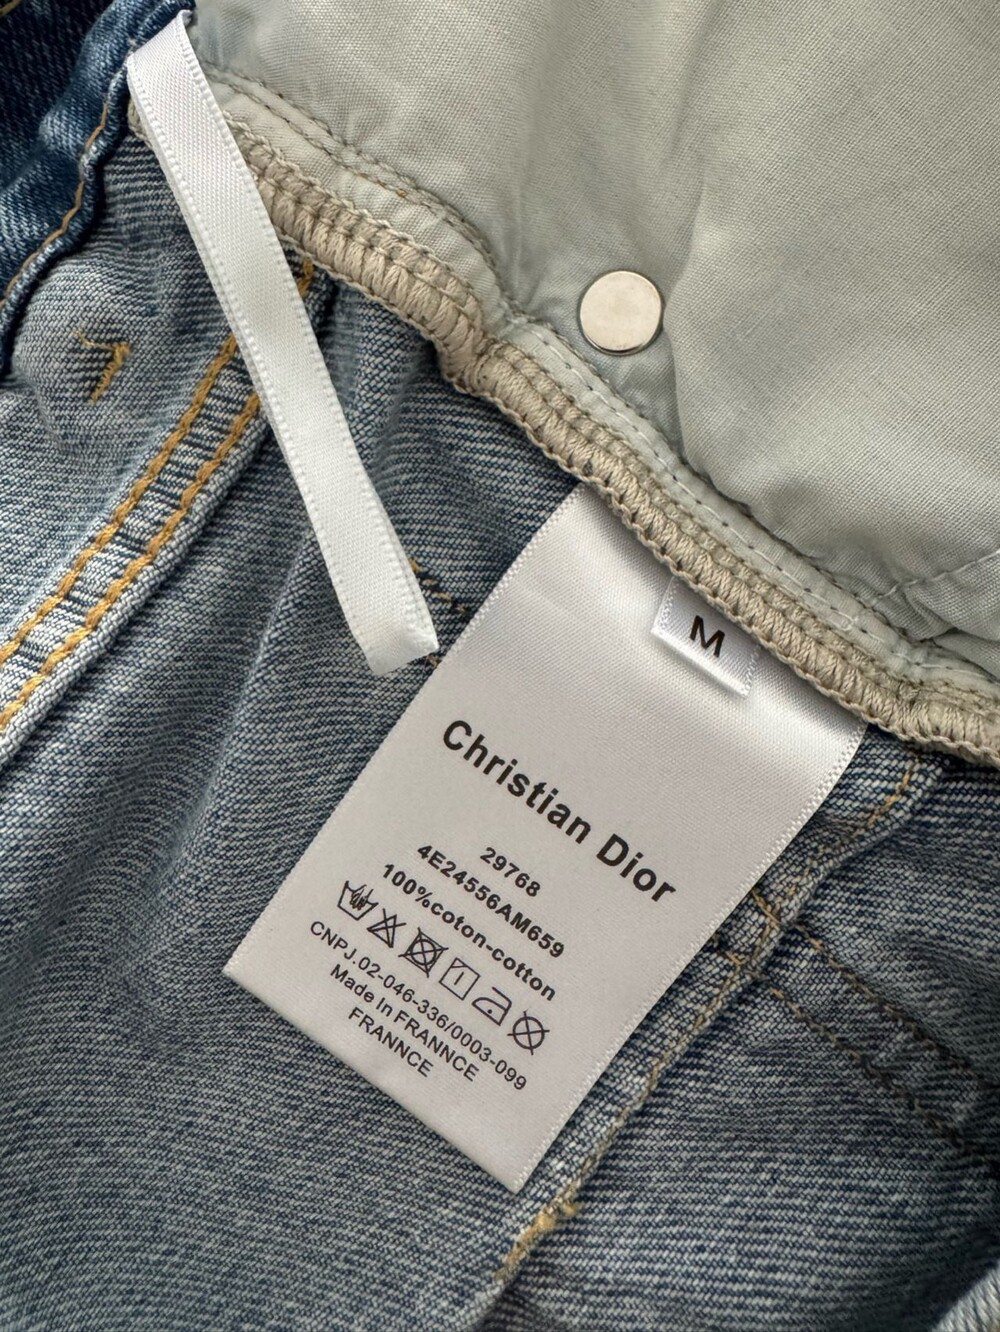 M
Christian Dior
29768
4E24556AM659
100%coton-cotton
CNPJ.02-046-336/0003-099
Made In FRANNCE
FRANNCE